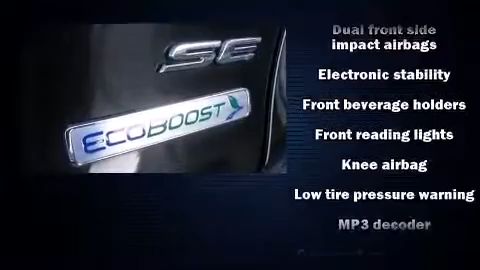 SE
ECOBOOST
Dual front side
impact airbags
Electronic stability
Front beverage holders
Front reading lights
Knee airbag
Low tire pressure warning
MP3 decoder